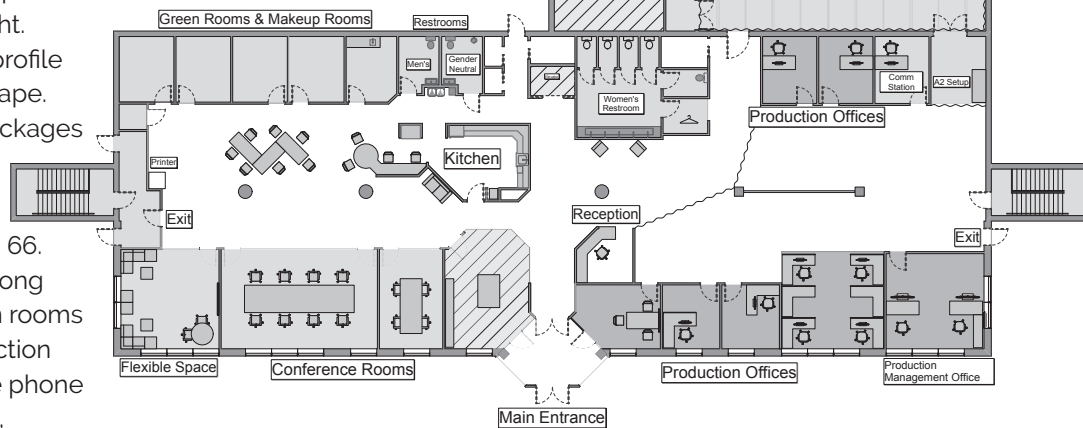 ht.
profile
ape.
ckages
66.
ong
rooms
ction
phone
Green Rooms & Makeup Rooms
Restrooms
Men's
Gender
Neutral
Women's
Restroom
Comm
Station
A2 Setup
Production Offices
Printer
Kitchen
Exit
Reception
Exit
Flexible Space
Conference Rooms
Production Offices
Production
Management Office
Main Entrance